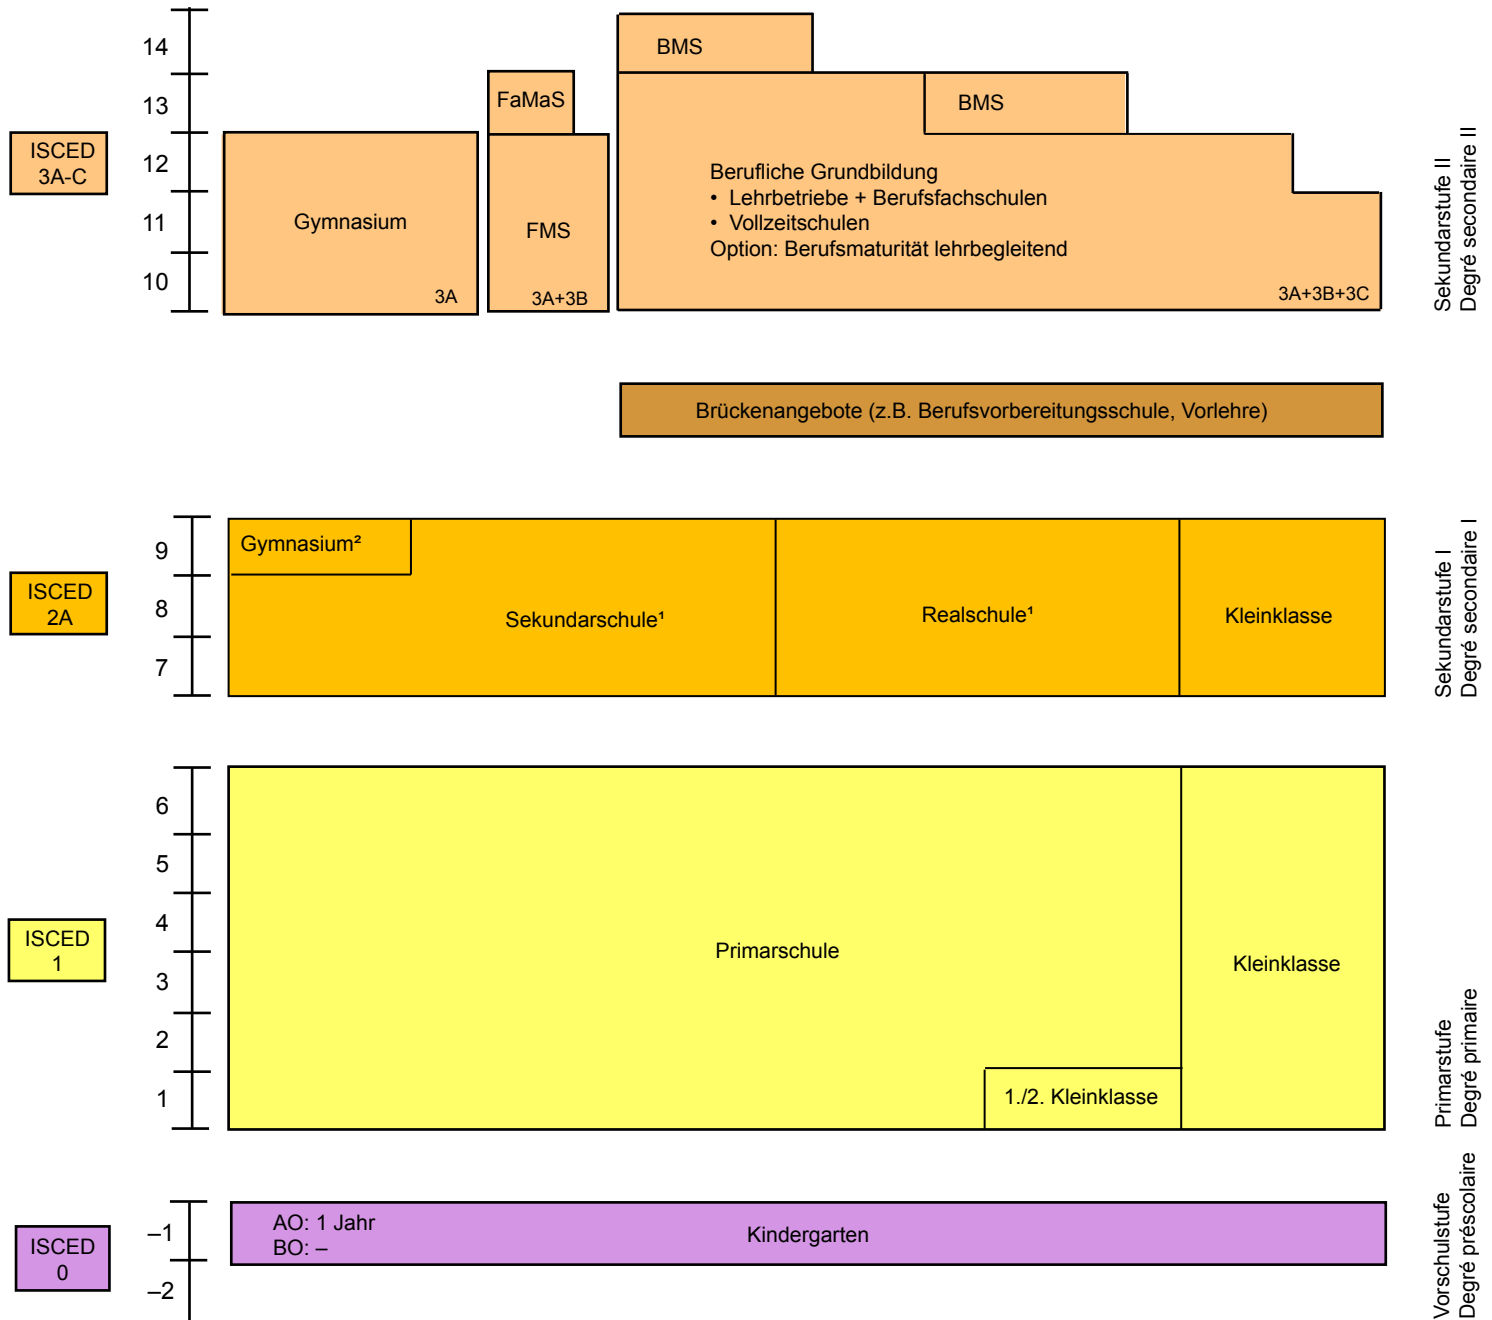 14
BMS
13
FaMaS
BMS
ISCED
3A-C
12
Berufliche Grundbildung
• Lehrbetriebe + Berufsfachschulen
• Vollzeitschulen
Option: Berufsmaturität lehrbegleitend
11
Gymnasium
FMS
10
3A
3A+3B
3A+3B+3C
Sekundarstufe II
Degré secondaire II
Brückenangebote (z.B. Berufsvorbereitungsschule, Vorlehre)
9
Gymnasium²
ISCED
2A
8
Sekundarschule¹
Realschule¹
Kleinklasse
7
Sekundarstufe I
Degré secondaire I
6
5
4
ISCED
1
Primarschule
Kleinklasse
3
2
1
1./2. Kleinklasse
Primarstufe
Degré primaire
–1
AO: 1 Jahr
BO: –
Kindergarten
ISCED
0
–2
Vorschulstufe
Degré préscolaire